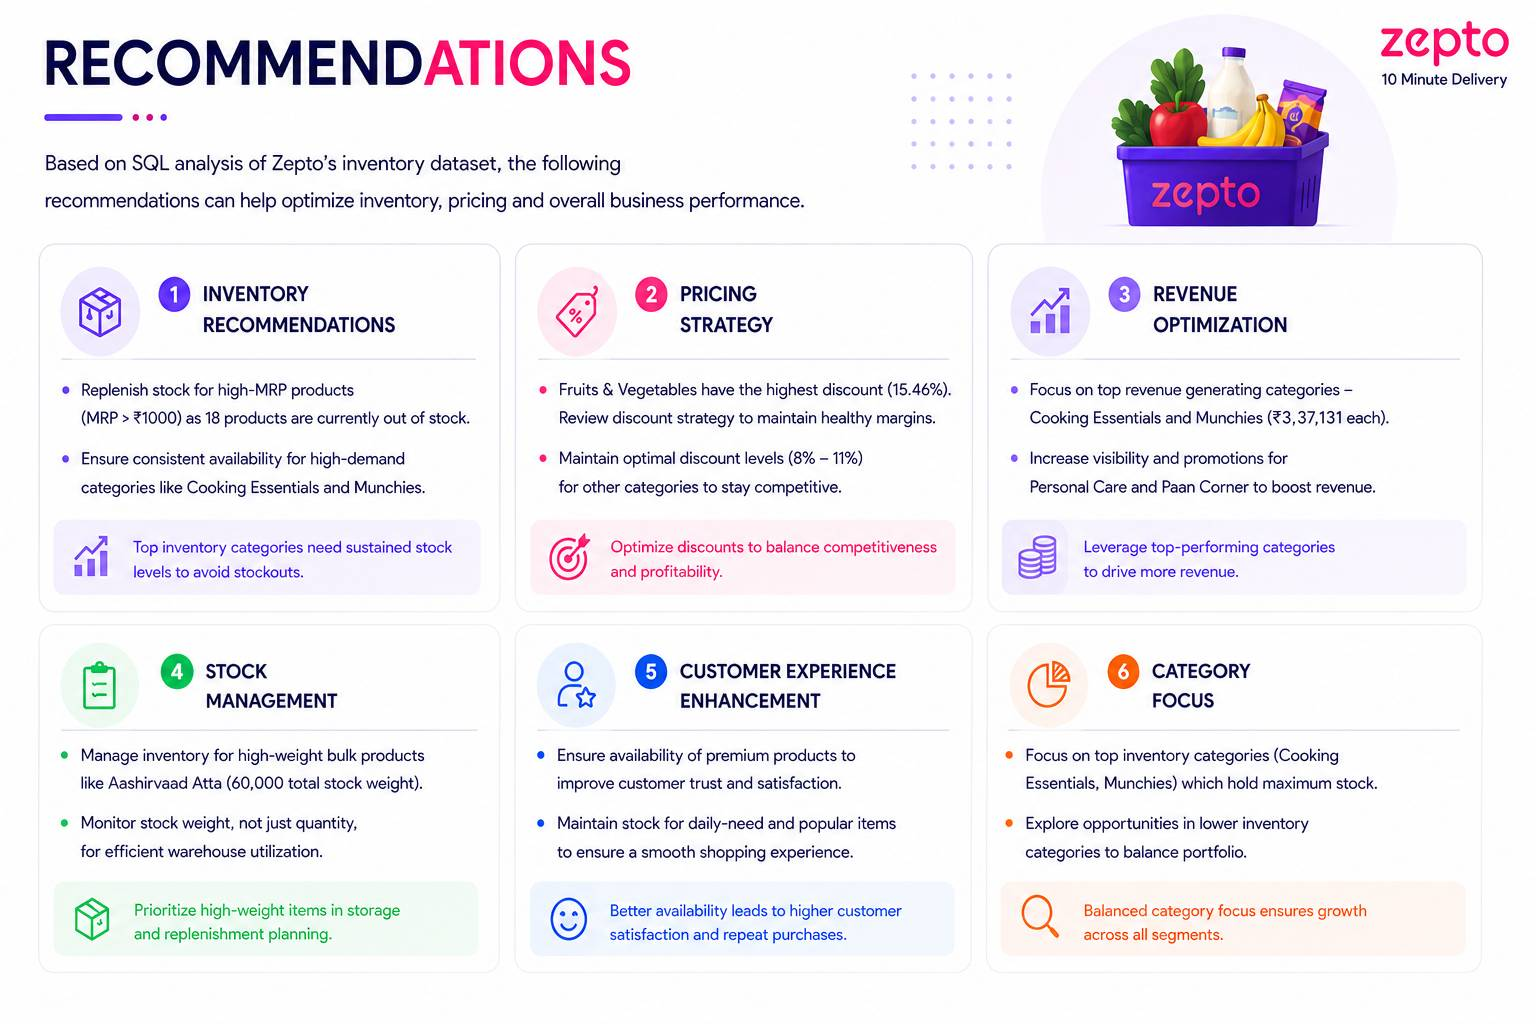 RECOMMENDATIONS
zepto
10 Minute Delivery
zepto
Based on SQL analysis of Zepto's inventory dataset, the following
recommendations can help optimize inventory, pricing and overall business performance.
1 INVENTORY
RECOMMENDATIONS
• Replenish stock for high-MRP products
(MRP > ₹1000) as 18 products are currently out of stock.
• Ensure consistent availability for high-demand
categories like Cooking Essentials and Munchies.
Top inventory categories need sustained stock
levels to avoid stockouts.
2 PRICING
STRATEGY
• Fruits & Vegetables have the highest discount (15.46%).
Review discount strategy to maintain healthy margins.
• Maintain optimal discount levels (8% – 11%)
for other categories to stay competitive.
Optimize discounts to balance competitiveness
and profitability.
3 REVENUE
OPTIMIZATION
• Focus on top revenue generating categories –
Cooking Essentials and Munchies (₹3,37,131 each).
• Increase visibility and promotions for
Personal Care and Paan Corner to boost revenue.
Leverage top-performing categories
to drive more revenue.
4 STOCK
MANAGEMENT
• Manage inventory for high-weight bulk products
like Aashirvaad Atta (60,000 total stock weight).
• Monitor stock weight, not just quantity,
for efficient warehouse utilization.
Prioritize high-weight items in storage
and replenishment planning.
5 CUSTOMER EXPERIENCE
ENHANCEMENT
• Ensure availability of premium products to
improve customer trust and satisfaction.
• Maintain stock for daily-need and popular items
to ensure a smooth shopping experience.
Better availability leads to higher customer
satisfaction and repeat purchases.
6 CATEGORY
FOCUS
• Focus on top inventory categories (Cooking
Essentials, Munchies) which hold maximum stock.
• Explore opportunities in lower inventory
categories to balance portfolio.
Balanced category focus ensures growth
across all segments.